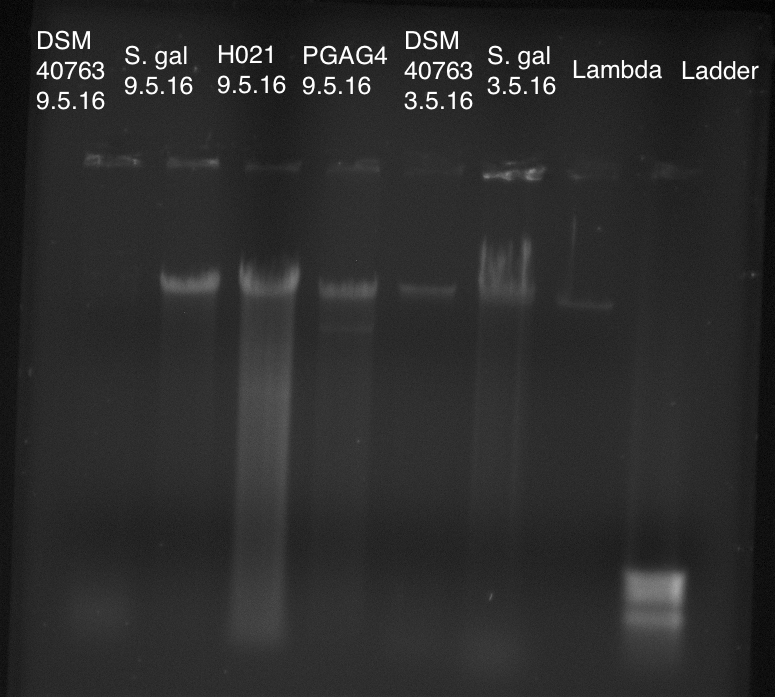 DSM
40763
9.5.16
S. gal
9.5.16
H021
9.5.16
PGAG4
9.5.16
DSM
40763
3.5.16
S. gal
3.5.16
Lambda
Ladder